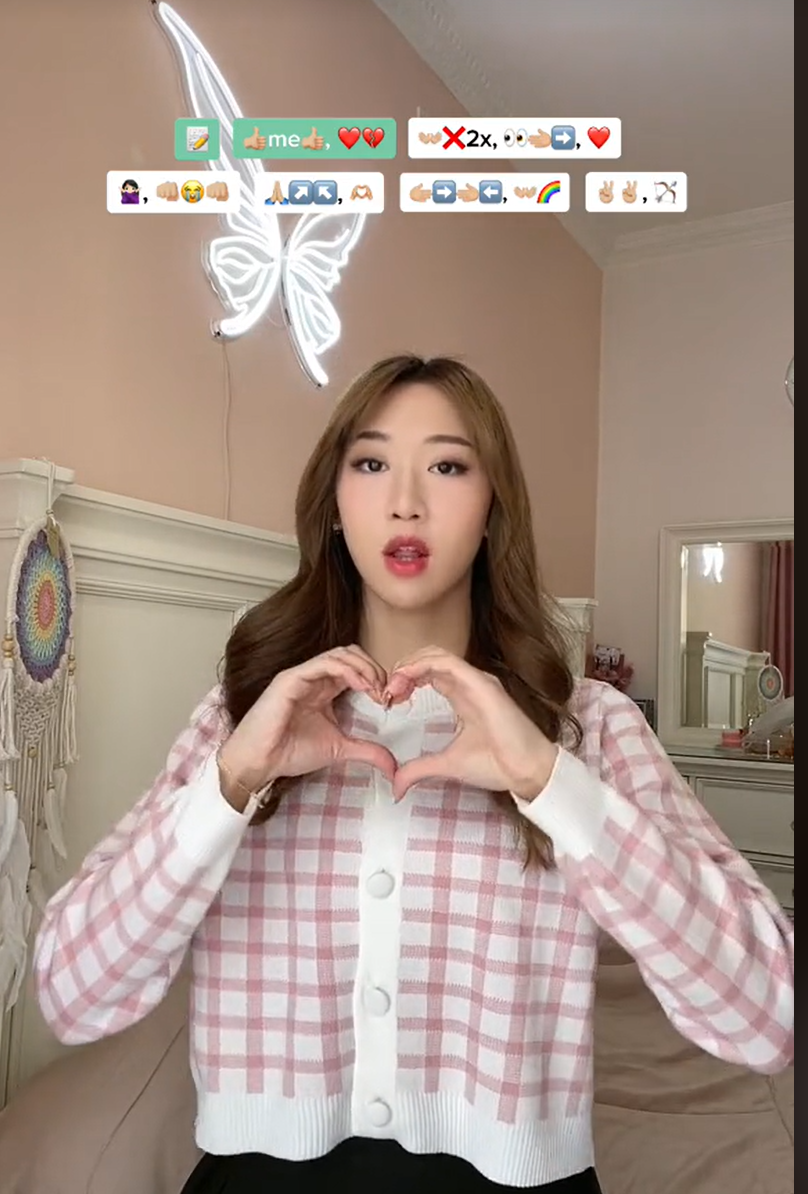 📝 👍🏼me👍🏼, ❤️💔 👐🏼❌2x, 👀🫲🏼➡️, ❤️
🙅🏻‍♀️, 👊🏼😭👊🏼 🙏🏼↗️↖️, 🫶🏼 👉🏼➡️👈🏼⬅️, 👐🏼🌈 ✌🏼✌🏼, 🏹